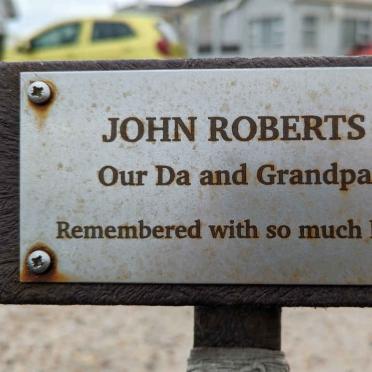 JOHN ROBERTS
Our Da and Grandpa
Remembered with so much